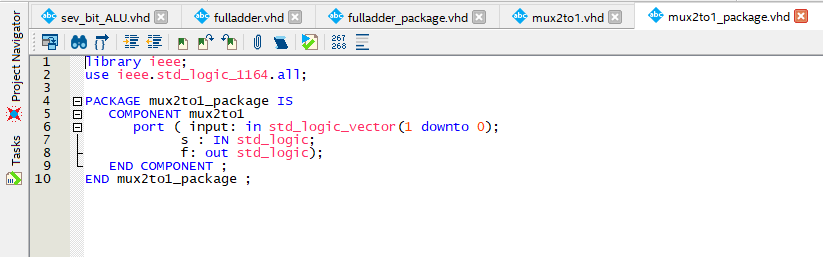 sev_bit_ALU.vhd fulladder.vhd fulladder_package.vhd mux2to1.vhd mux2to1_package.vhd
Project Navigator
Tasks
267
268
1 library ieee;
2 use ieee.std_logic_1164.all;
3
4 PACKAGE mux2to1_package IS
5 COMPONENT mux2to1
6 port ( input: in std_logic_vector(1 downto 0);
7 s : IN std_logic;
8 f: out std_logic);
9 END COMPONENT ;
10 END mux2to1_package ;